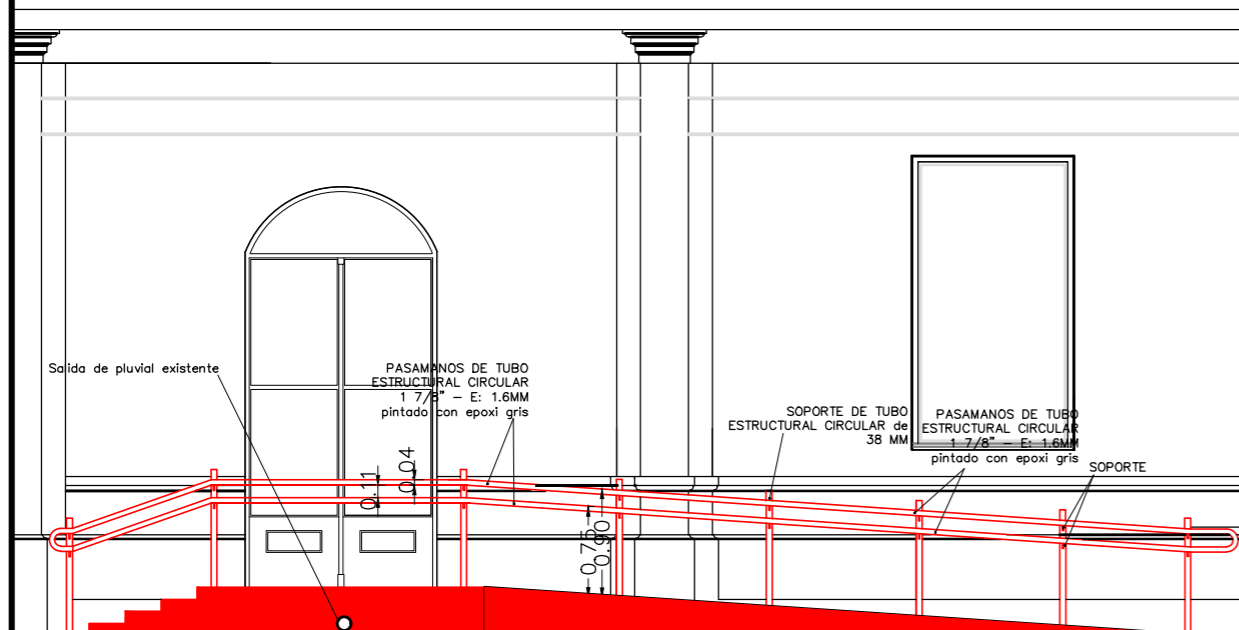 Salida de pluvial existente
PASAMANOS DE TUBO
ESTRUCTURAL CIRCULAR
1 7/8" - E: 1.6MM
pintado con epoxi gris
SOPORTE DE TUBO
ESTRUCTURAL CIRCULAR de
38 MM
PASAMANOS DE TUBO
ESTRUCTURAL CIRCULAR
1 7/8" - E: 1.6MM
pintado con epoxi gris
SOPORTE
0.11
0.04
0.75
0.90